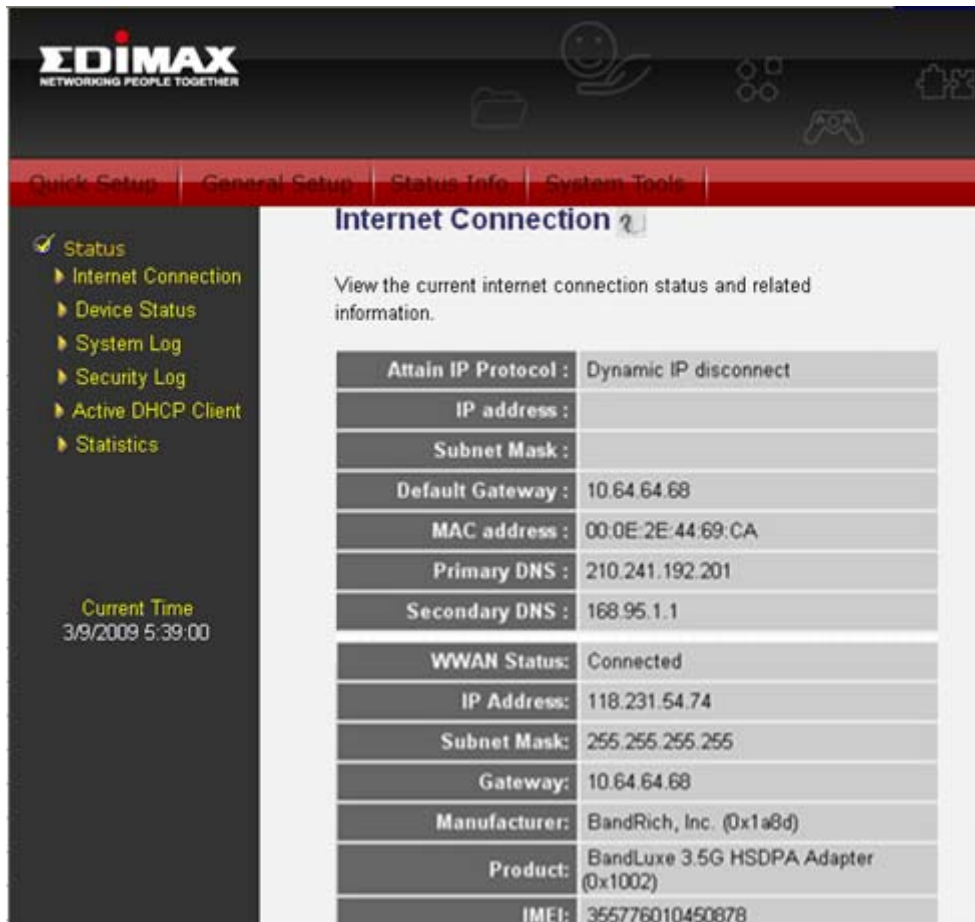 EDIMAX
NETWORKING PEOPLE TOGETHER
Quick Setup General Setup Status Info System Tools
Status
Internet Connection
Device Status
System Log
Security Log
Active DHCP Client
Statistics
Current Time
3/9/2009 5:39:00
Internet Connection
View the current internet connection status and related
information.
Attain IP Protocol : Dynamic IP disconnect
IP address :
Subnet Mask :
Default Gateway : 10.64.64.68
MAC address : 00:0E:2E:44:69:CA
Primary DNS : 210.241.192.201
Secondary DNS : 168.95.1.1
WWAN Status: Connected
IP Address: 118.231.54.74
Subnet Mask: 255.255.255.255
Gateway: 10.64.64.68
Manufacturer: BandRich, Inc. (0x1a8d)
Product: BandLuxe 3.5G HSDPA Adapter
(0x1002)
IMEI: 355776010450878